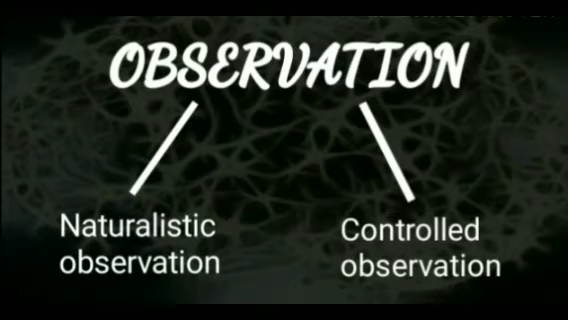 OBSERVATION
Naturalistic
observation
Controlled
observation